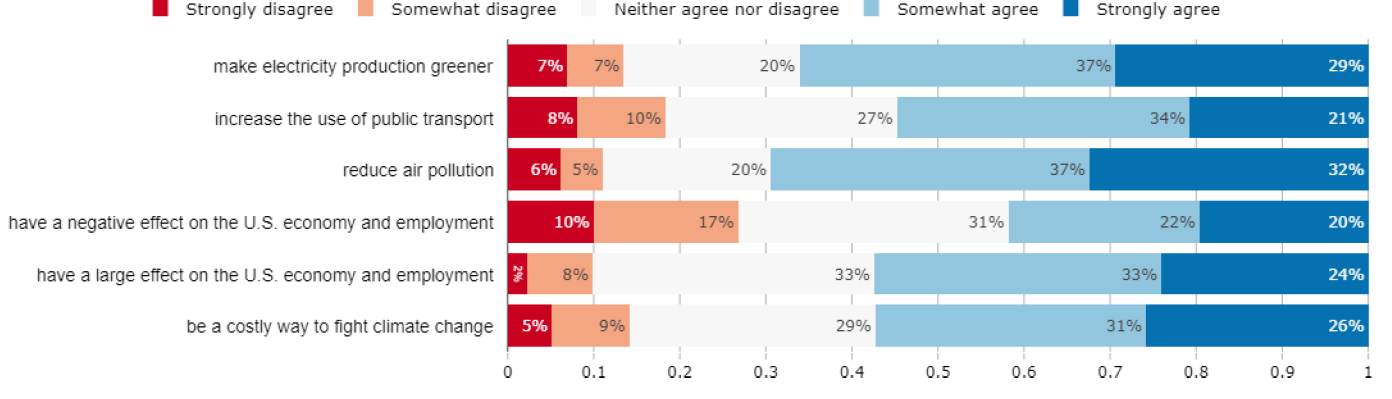 Strongly disagree Somewhat disagree Neither agree nor disagree Somewhat agree Strongly agree
make electricity production greener 7% 7% 20% 37% 29%
increase the use of public transport 8% 10% 27% 34% 21%
reduce air pollution 6% 5% 20% 37% 32%
have a negative effect on the U.S. economy and employment 10% 17% 31% 22% 20%
have a large effect on the U.S. economy and employment 2% 8% 33% 33% 24%
be a costly way to fight climate change 5% 9% 29% 31% 26%
0 0.1 0.2 0.3 0.4 0.5 0.6 0.7 0.8 0.9 1